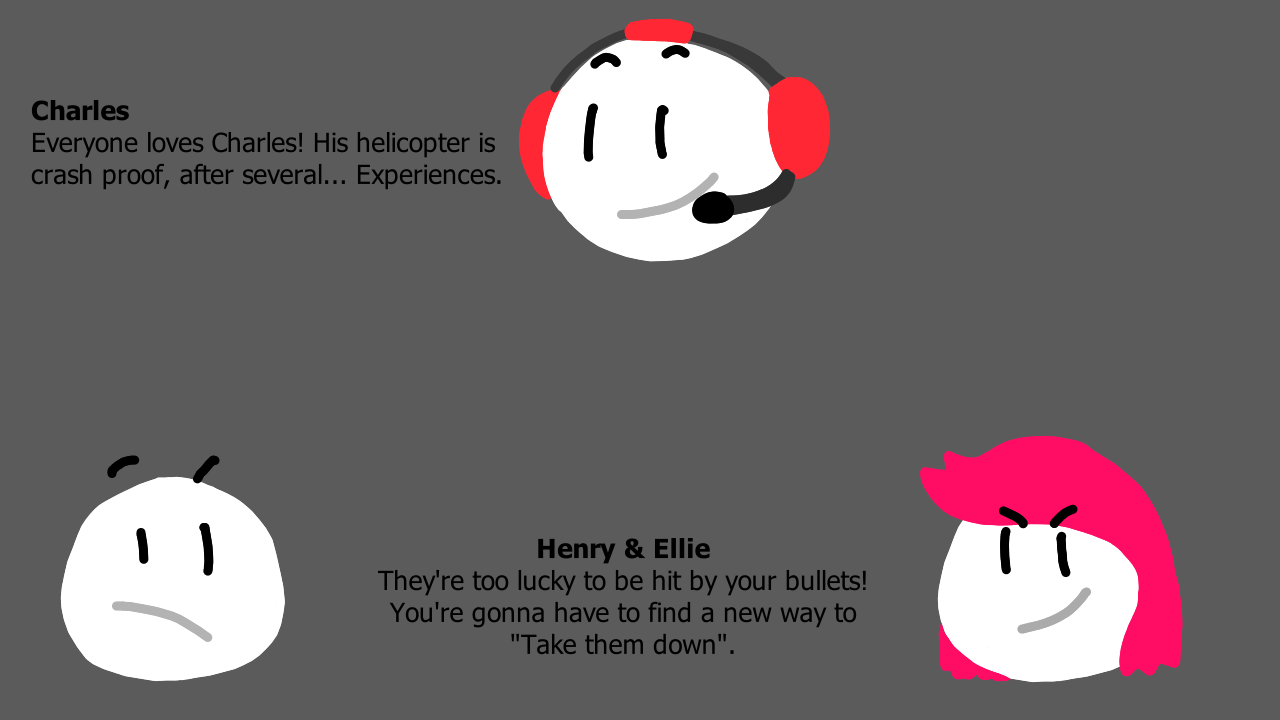 Charles
Everyone loves Charles! His helicopter is
crash proof, after several... Experiences.
Henry & Ellie
They're too lucky to be hit by your bullets!
You're gonna have to find a new way to
"Take them down".